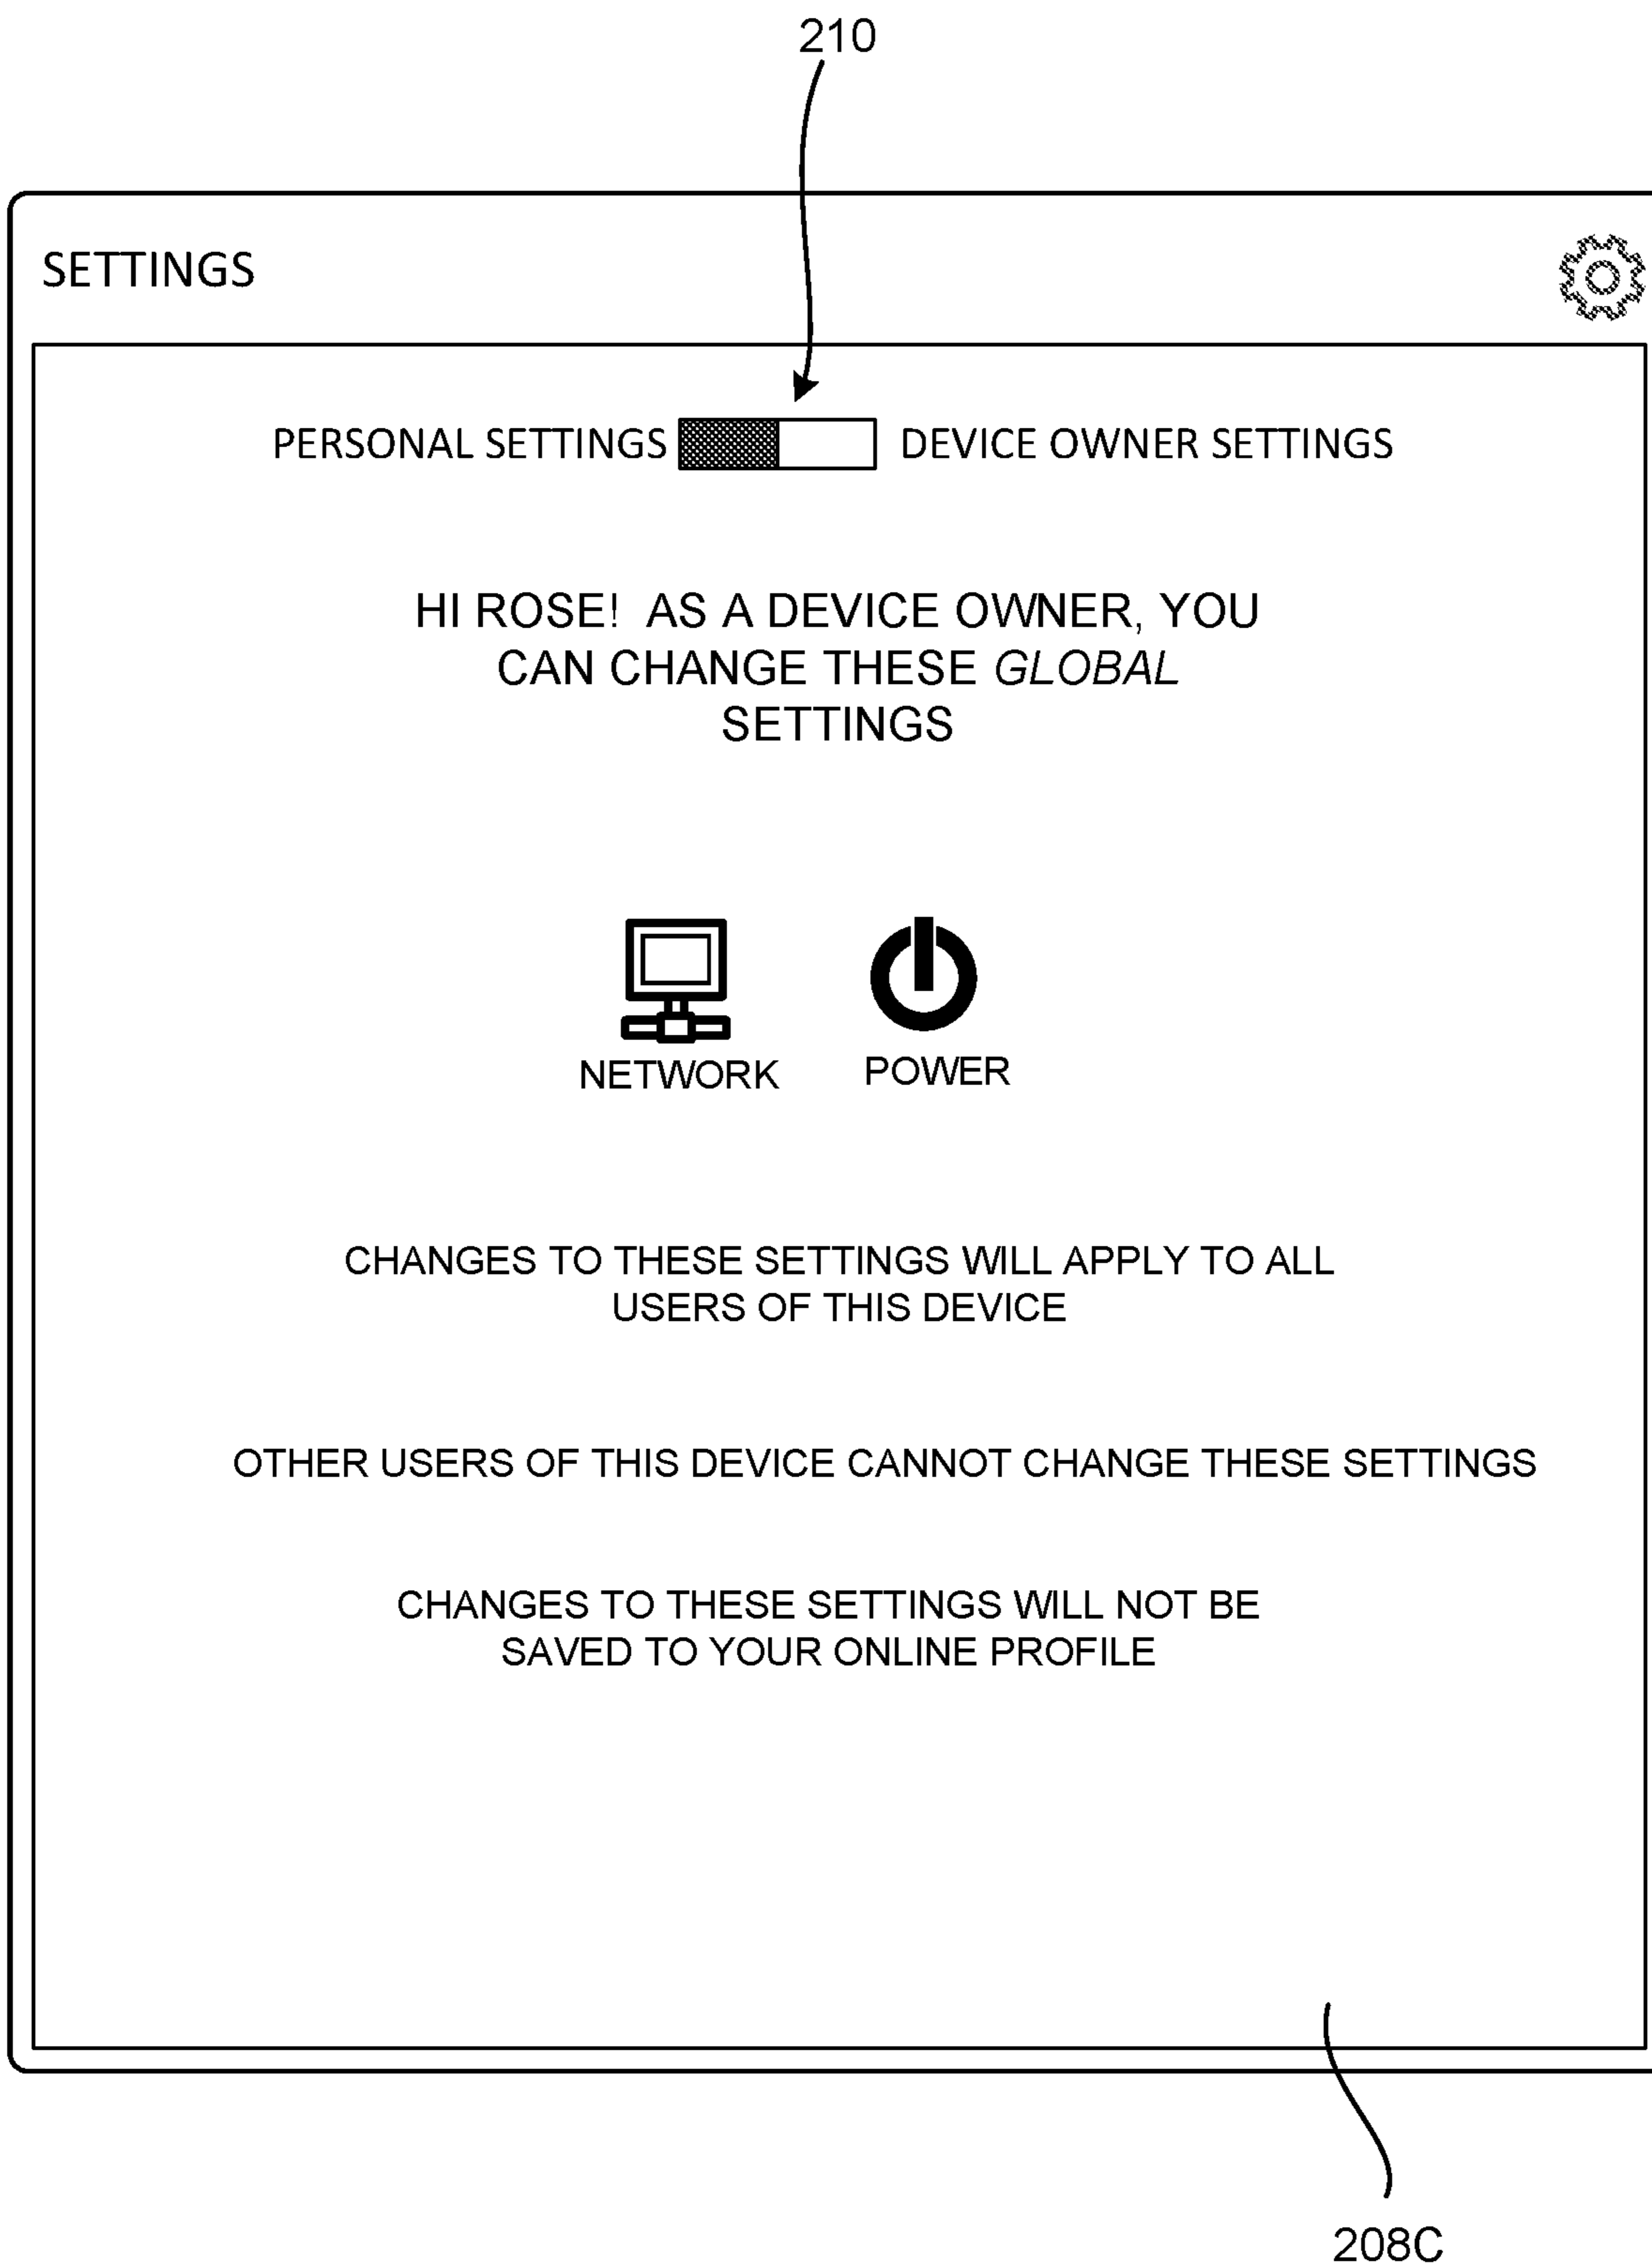 210
SETTINGS
PERSONAL SETTINGS DEVICE OWNER SETTINGS
HI ROSE! AS A DEVICE OWNER, YOU
CAN CHANGE THESE GLOBAL
SETTINGS
NETWORK POWER
CHANGES TO THESE SETTINGS WILL APPLY TO ALL
USERS OF THIS DEVICE
OTHER USERS OF THIS DEVICE CANNOT CHANGE THESE SETTINGS
CHANGES TO THESE SETTINGS WILL NOT BE
SAVED TO YOUR ONLINE PROFILE
208C